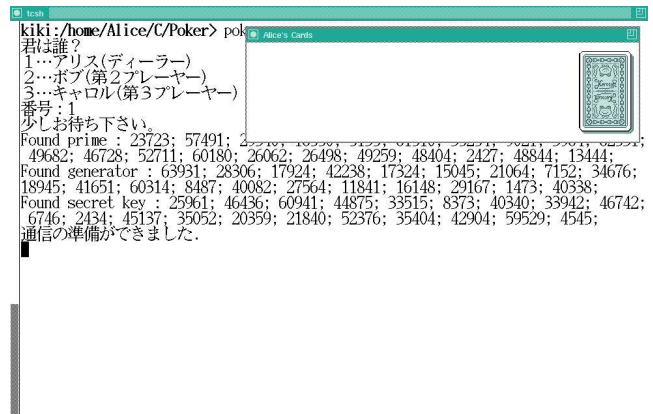 tcsh
kiki:/home/Alice/C/Poker> pok
Alice's Cards
君は誰？
1…アリス(ディーラー)
2…ボブ(第2プレーヤー)
3…キャロル(第3プレーヤー)
番号：1
少しお待ち下さい。
Found prime : 23723; 57491;
49682; 46728; 52711; 60180; 26062; 26498; 49259; 48404; 2427; 48844; 13444;
Found generator : 63931; 28306; 17924; 42238; 17324; 15045; 21064; 7152; 34676;
18945; 41651; 60314; 8487; 40082; 27564; 11841; 16148; 29167; 1473; 40338;
Found secret key : 25961; 46436; 60941; 44875; 33515; 8373; 40340; 33942; 46742;
6746; 2434; 45137; 35052; 20359; 21840; 52376; 35404; 42904; 59529; 4545;
通信の準備ができました.